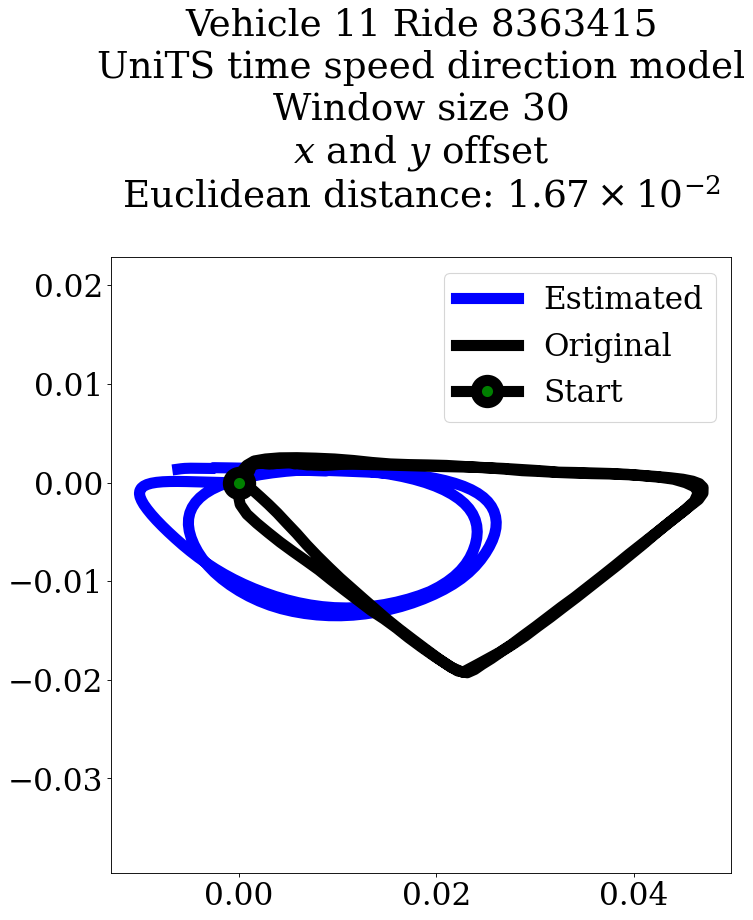 Vehicle 11 Ride 8363415
UniTS time speed direction model
Window size 30
x and y offset
Euclidean distance: 1.67 × 10⁻²
Estimated
Original
Start
0.02
0.01
0.00
−0.01
−0.02
−0.03
0.00 0.02 0.04